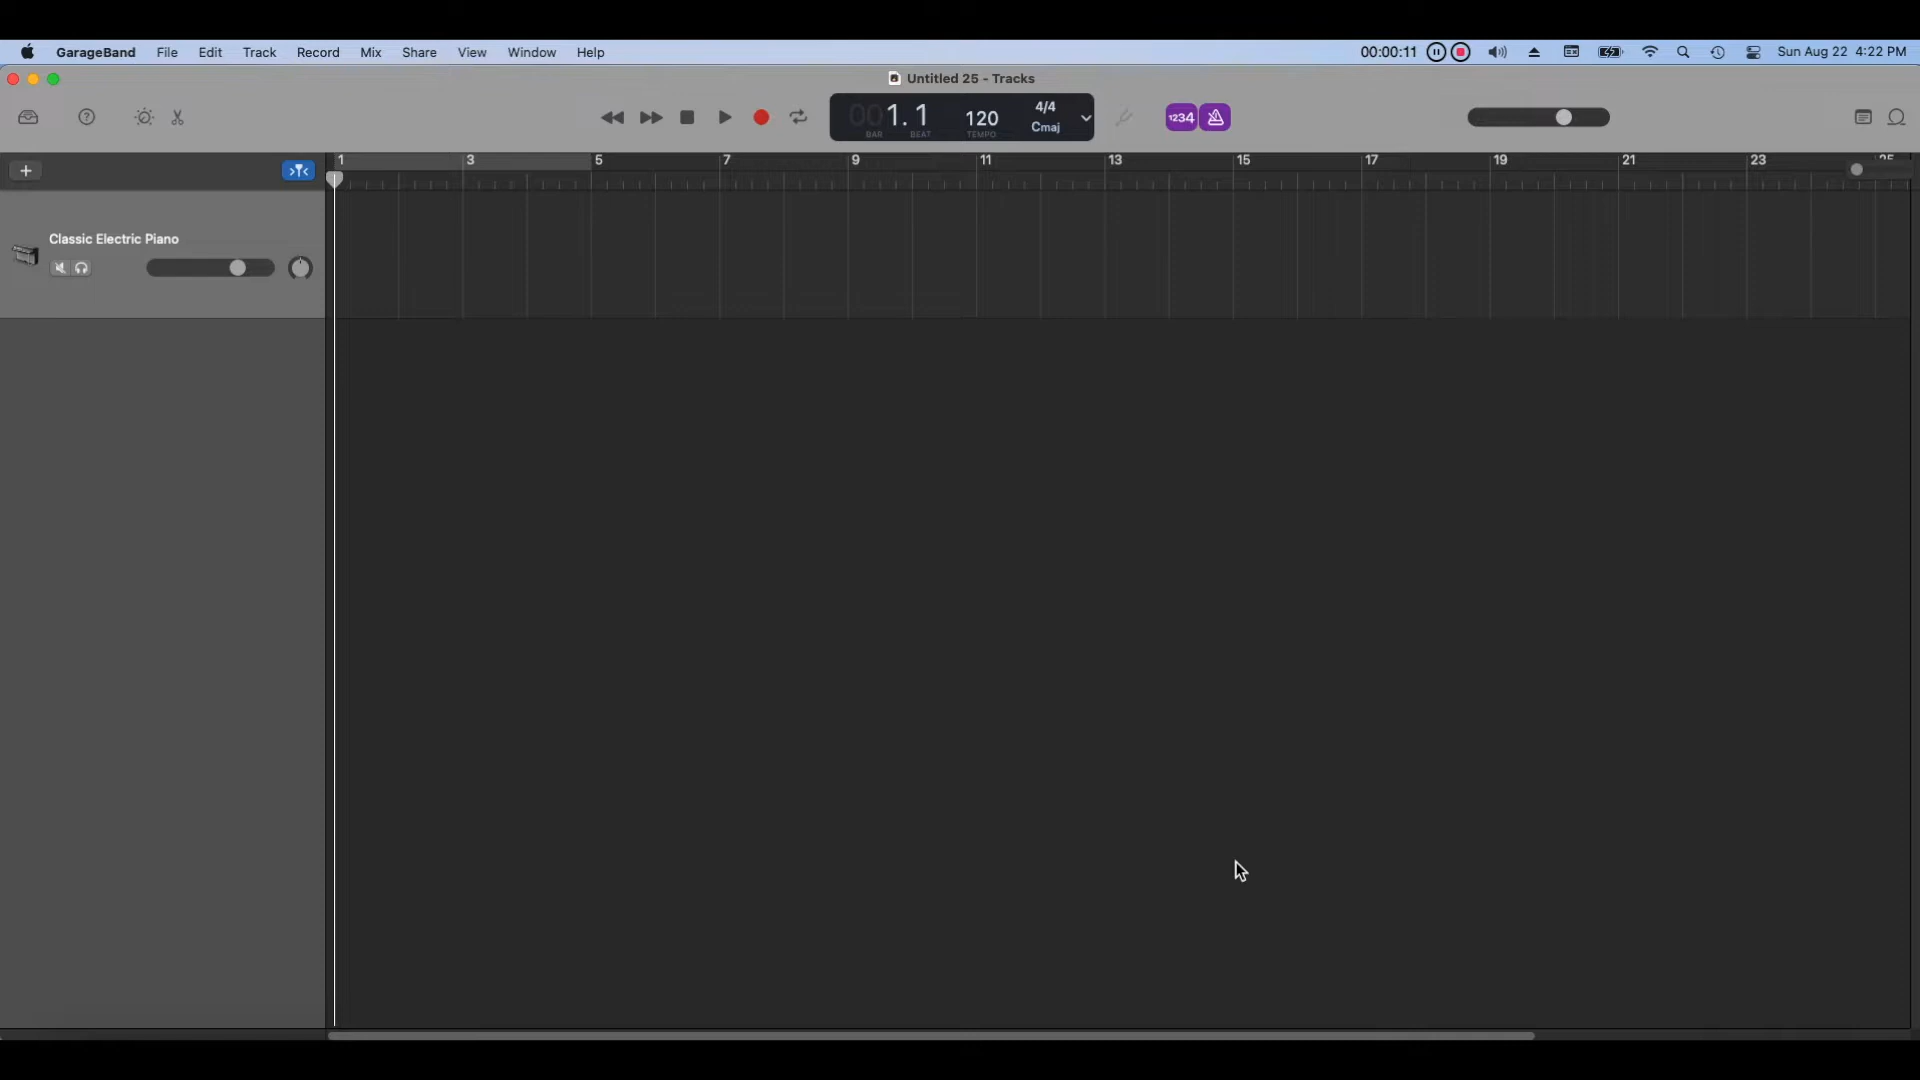 GarageBand File Edit Track Record Mix Share View Window Help 00:00:11 Sun Aug 22 4:22 PM
Untitled 25 - Tracks
001.1 120 4/4
Cmaj
BAR BEAT TEMPO
1234
1 3 5 7 9 11 13 15 17 19 21 23 25
Classic Electric Piano